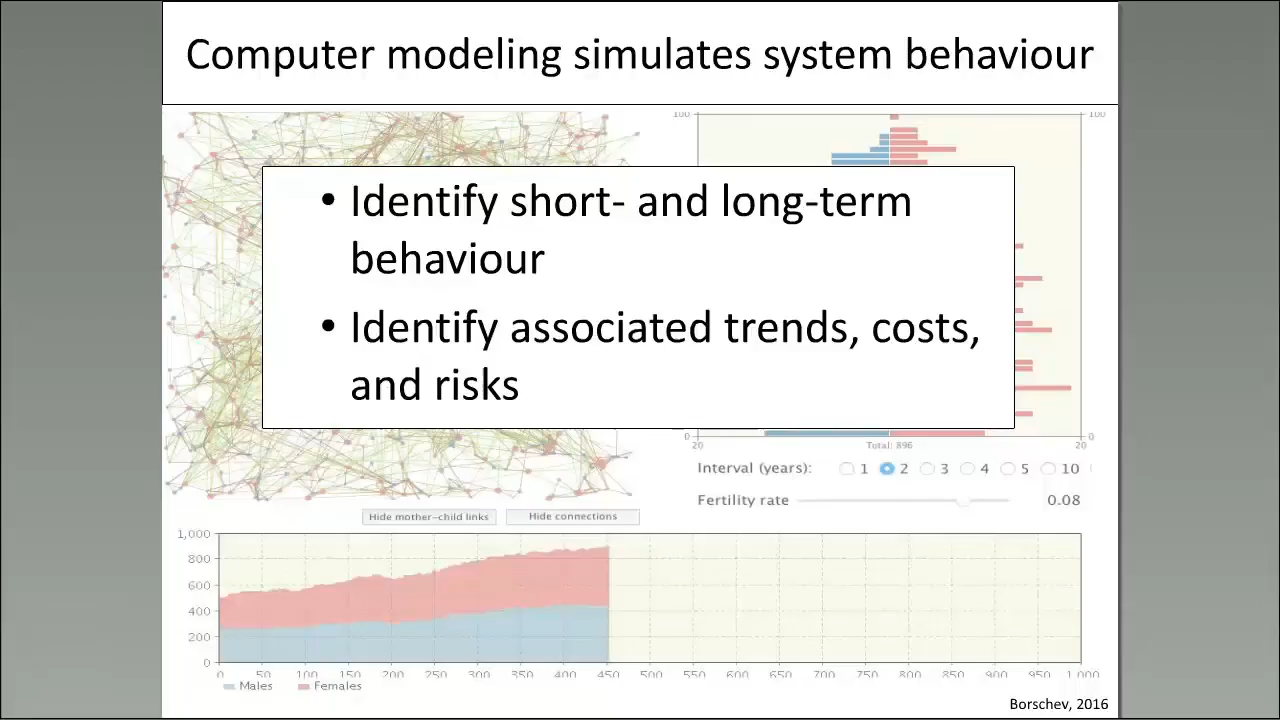 Computer modeling simulates system behaviour
100
100
• Identify short- and long-term
behaviour
• Identify associated trends, costs,
and risks
0
0
20
Total: 896
20
Interval (years): 1 2 3 4 5 10
Fertility rate 0.08
Hide mother-child links
Hide connections
1,000
800
600
400
200
0
0 50 100 150 200 250 300 350 400 450 500 550 600 650 700 750 800 850 900 950 1,000
Males Females
Borschev, 2016